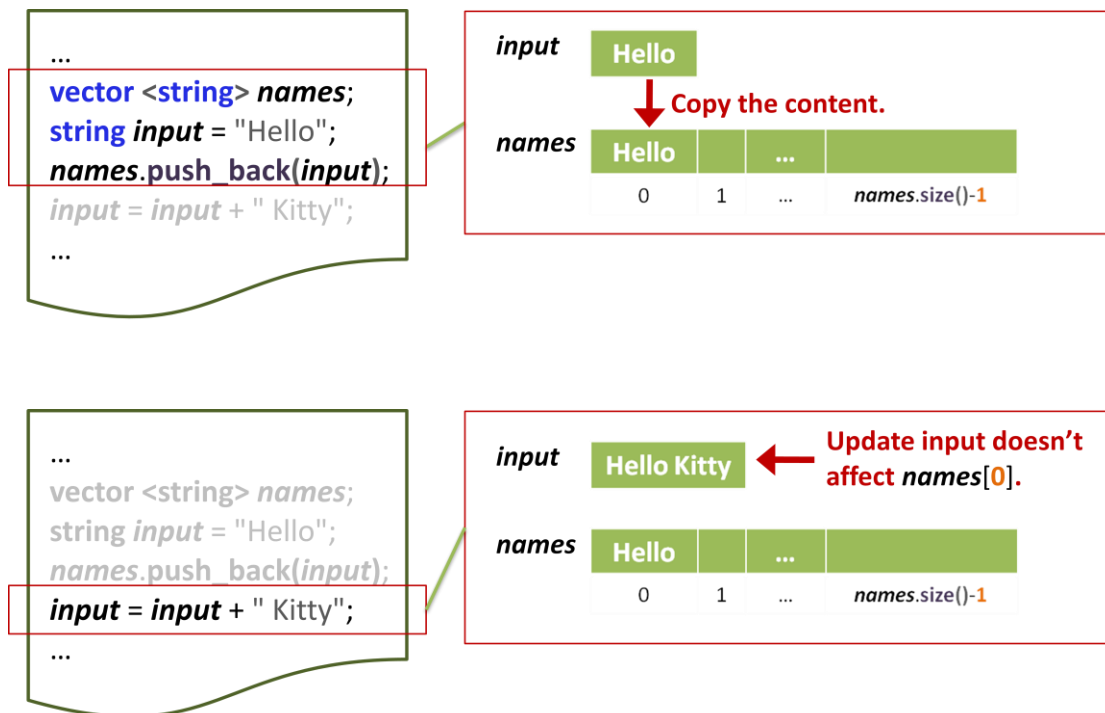 ...
vector <string> names;
string input = "Hello";
names.push_back(input);
input = input + " Kitty";
...
input
Hello
Copy the content.
names
Hello ...
0 1 ... names.size()-1
...
vector <string> names;
string input = "Hello";
names.push_back(input);
input = input + " Kitty";
...
input
Hello Kitty
Update input doesn’t
affect names[0].
names
Hello ...
0 1 ... names.size()-1